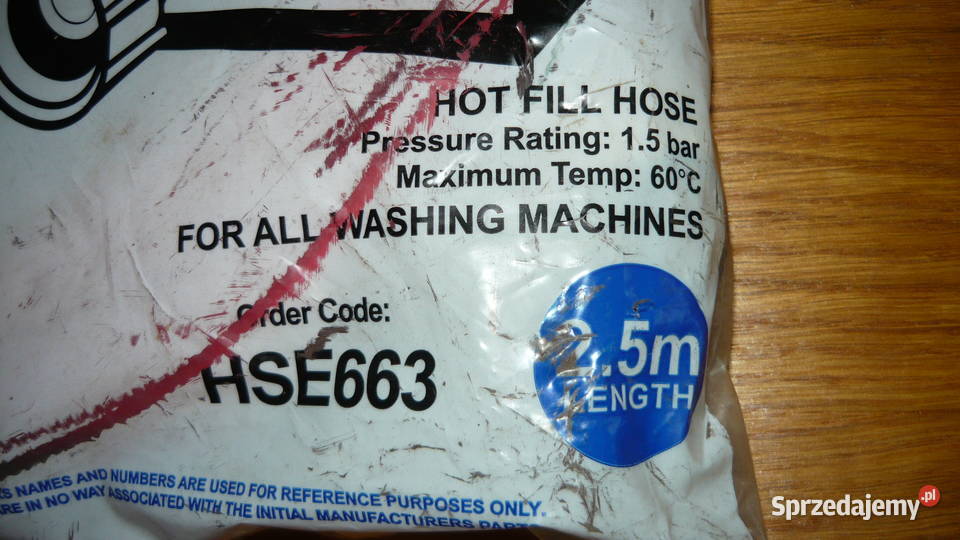 HOT FILL HOSE
Pressure Rating: 1.5 bar
Maximum Temp: 60°C
FOR ALL WASHING MACHINES
Order Code:
HSE663
2.5m
LENGTH
NAMES AND NUMBERS ARE USED FOR REFERENCE PURPOSES ONLY.
ARE IN NO WAY ASSOCIATED WITH THE INITIAL MANUFACTURERS PARTS
Sprzedajemy.pl